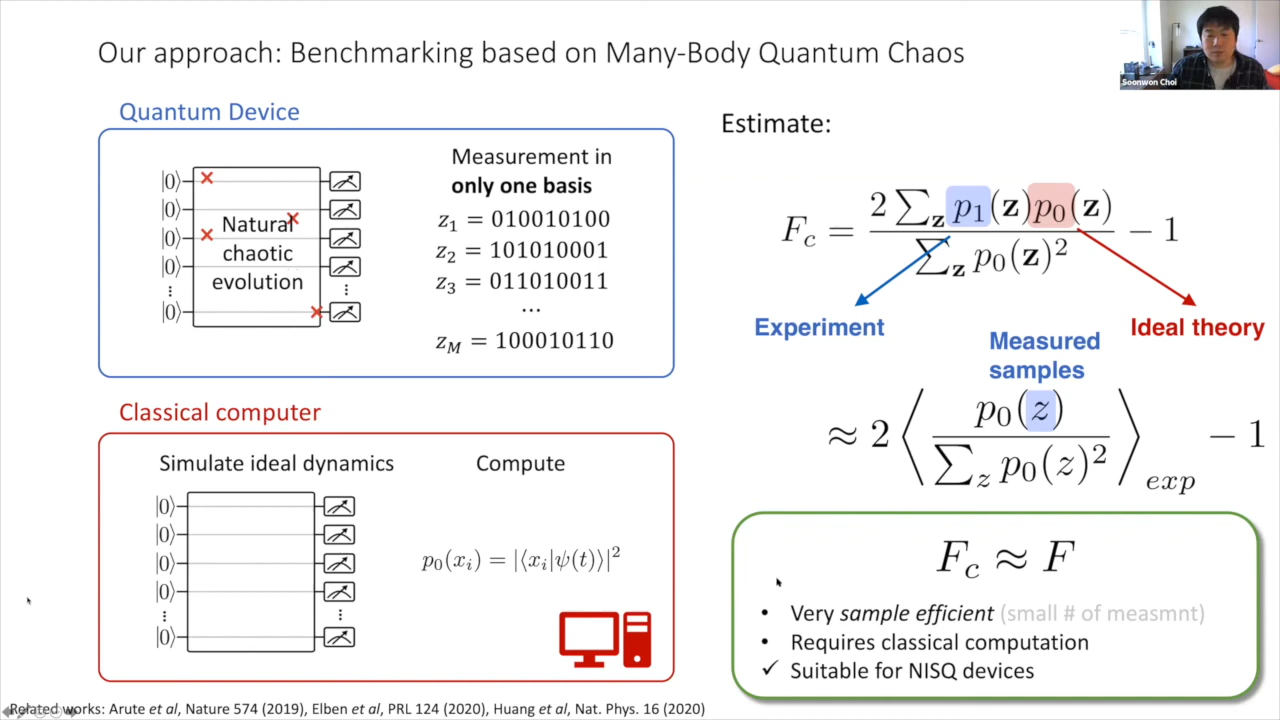 Our approach: Benchmarking based on Many-Body Quantum Chaos
Soonwon Choi
Quantum Device
|0⟩
|0⟩
|0⟩
|0⟩
⋮
|0⟩
Natural
chaotic
evolution
⋮
Measurement in
only one basis
z₁ = 010010100
z₂ = 101010001
z₃ = 011010011
...
z_M = 100010110
Classical computer
Simulate ideal dynamics
|0⟩
|0⟩
|0⟩
|0⟩
⋮
|0⟩
⋮
Compute
p₀(xᵢ) = |⟨xᵢ|ψ(t)⟩|²
Estimate:
F_c = 2 ∑_z p₁(z)p₀(z) / ∑_z p₀(z)² − 1
Experiment
Ideal theory
Measured
samples
≈ 2 ⟨ p₀(z) / ∑_z p₀(z)² ⟩_exp − 1
F_c ≈ F
• Very sample efficient (small # of measmnt)
• Requires classical computation
✓ Suitable for NISQ devices
Related works: Arute et al, Nature 574 (2019), Elben et al, PRL 124 (2020), Huang et al, Nat. Phys. 16 (2020)